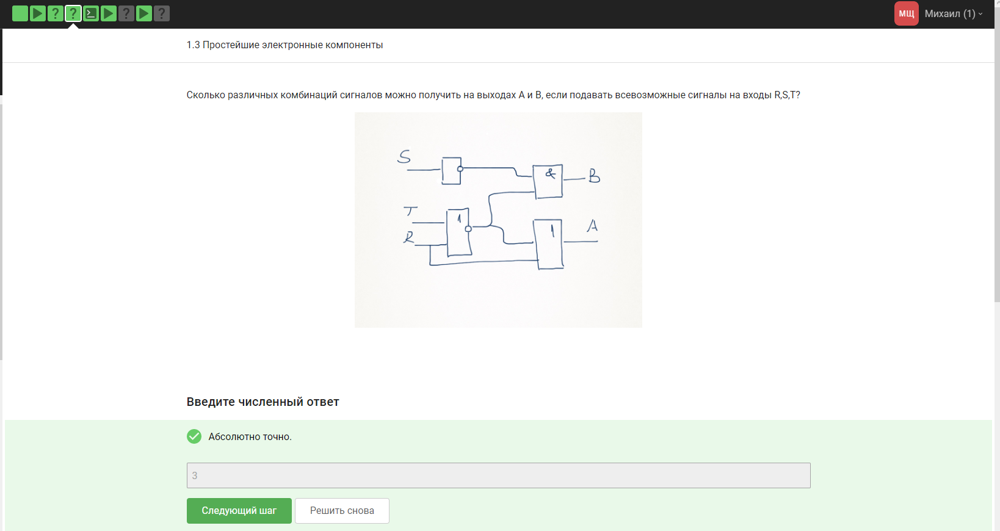 МЩ Михаил (1)
1.3 Простейшие электронные компоненты
Сколько различных комбинаций сигналов можно получить на выходах A и B, если подавать всевозможные сигналы на входы R,S,T?
S
& B
T
1
R
1 A
Введите численный ответ
Абсолютно точно.
3
Следующий шаг Решить снова